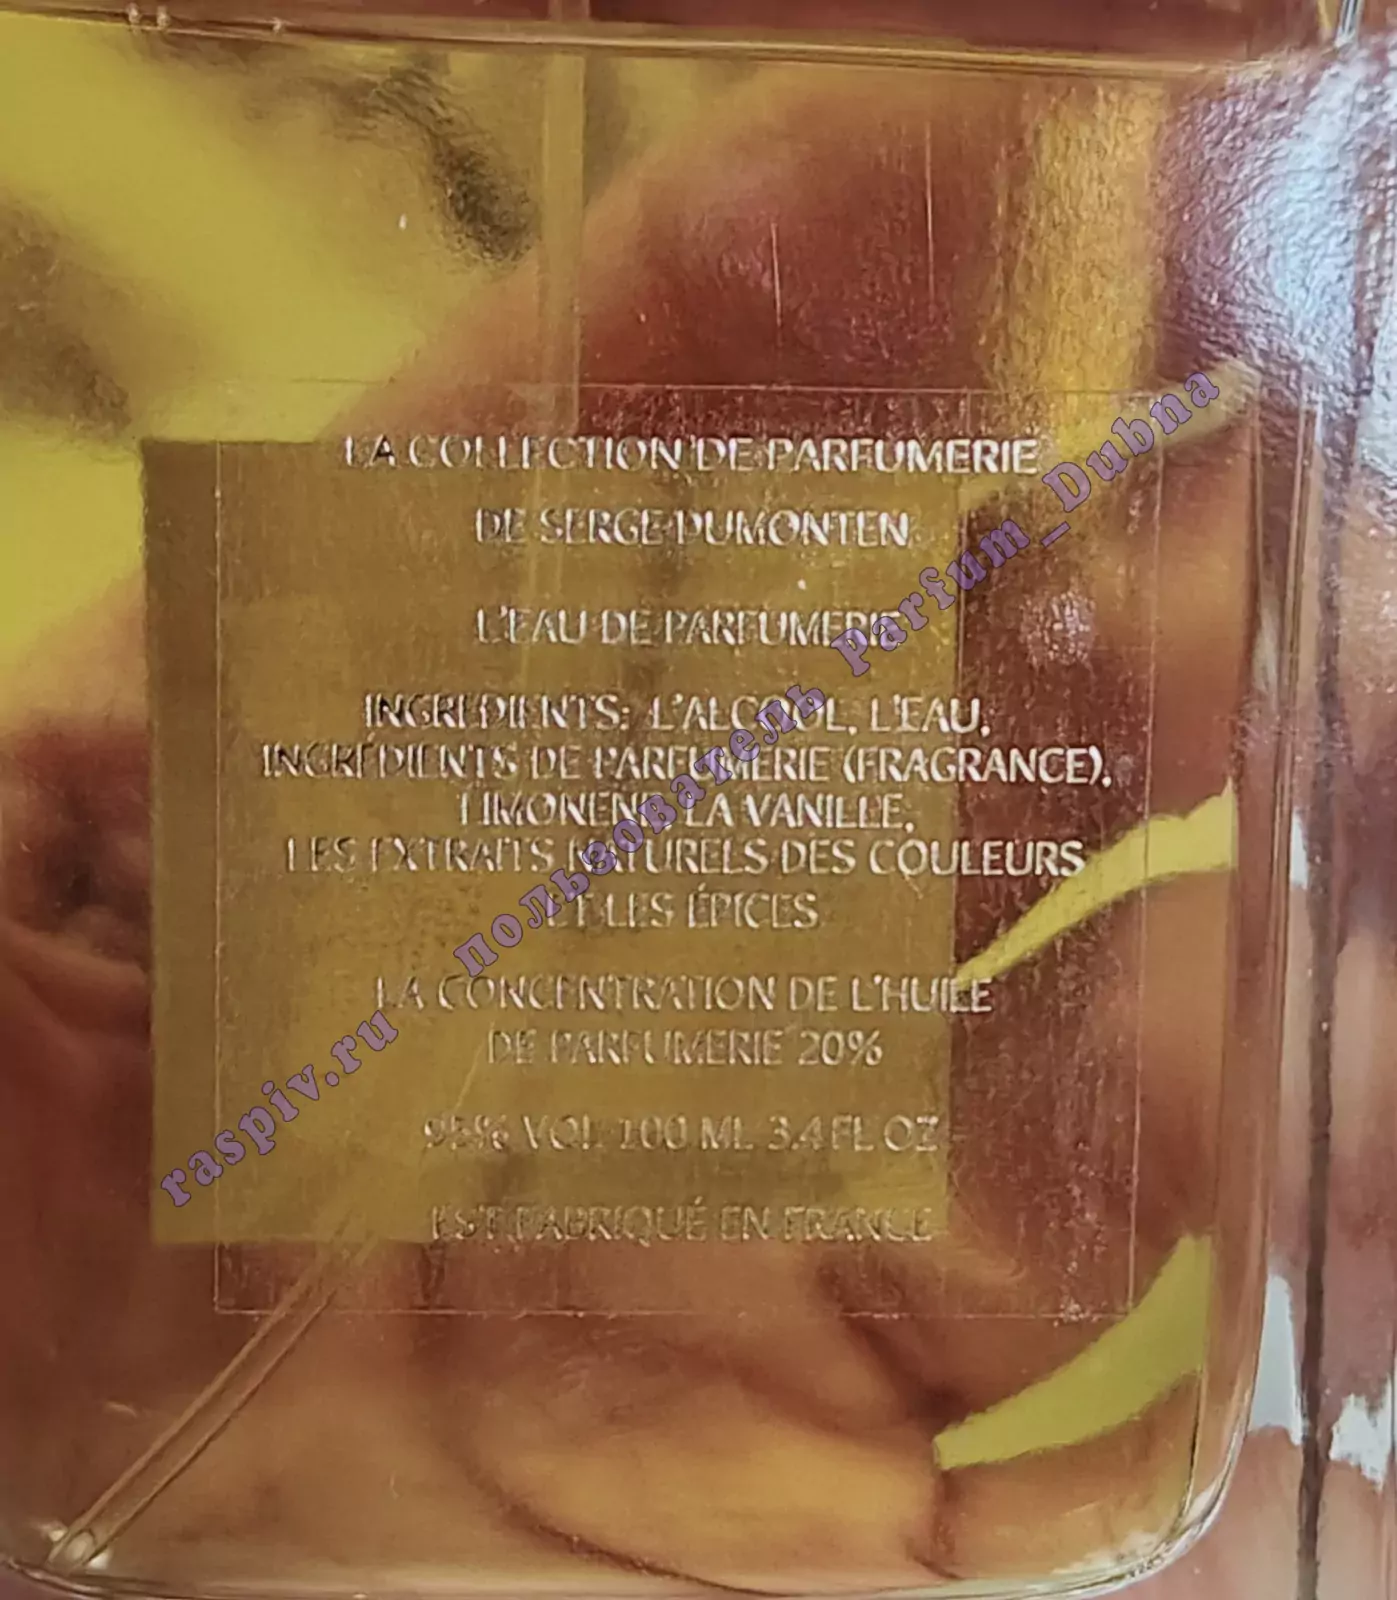 LA COLLECTION DE PARFUMERIE
DE SERGE DUMONTEN
L'EAU DE PARFUMERIE
INGREDIENTS: L'ALCOOL, L'EAU,
INGRÉDIENTS DE PARFUMERIE (FRAGRANCE),
LIMONENE, LA VANILLE,
LES EXTRAITS NATURELS DES COULEURS
ET LES ÉPICES
LA CONCENTRATION DE L'HUILE
DE PARFUMERIE 20%
95% VOL 100 ML 3.4 FL OZ
EST FABRIQUÉ EN FRANCE
raspiv.ru пользователь Parfum_Dubna